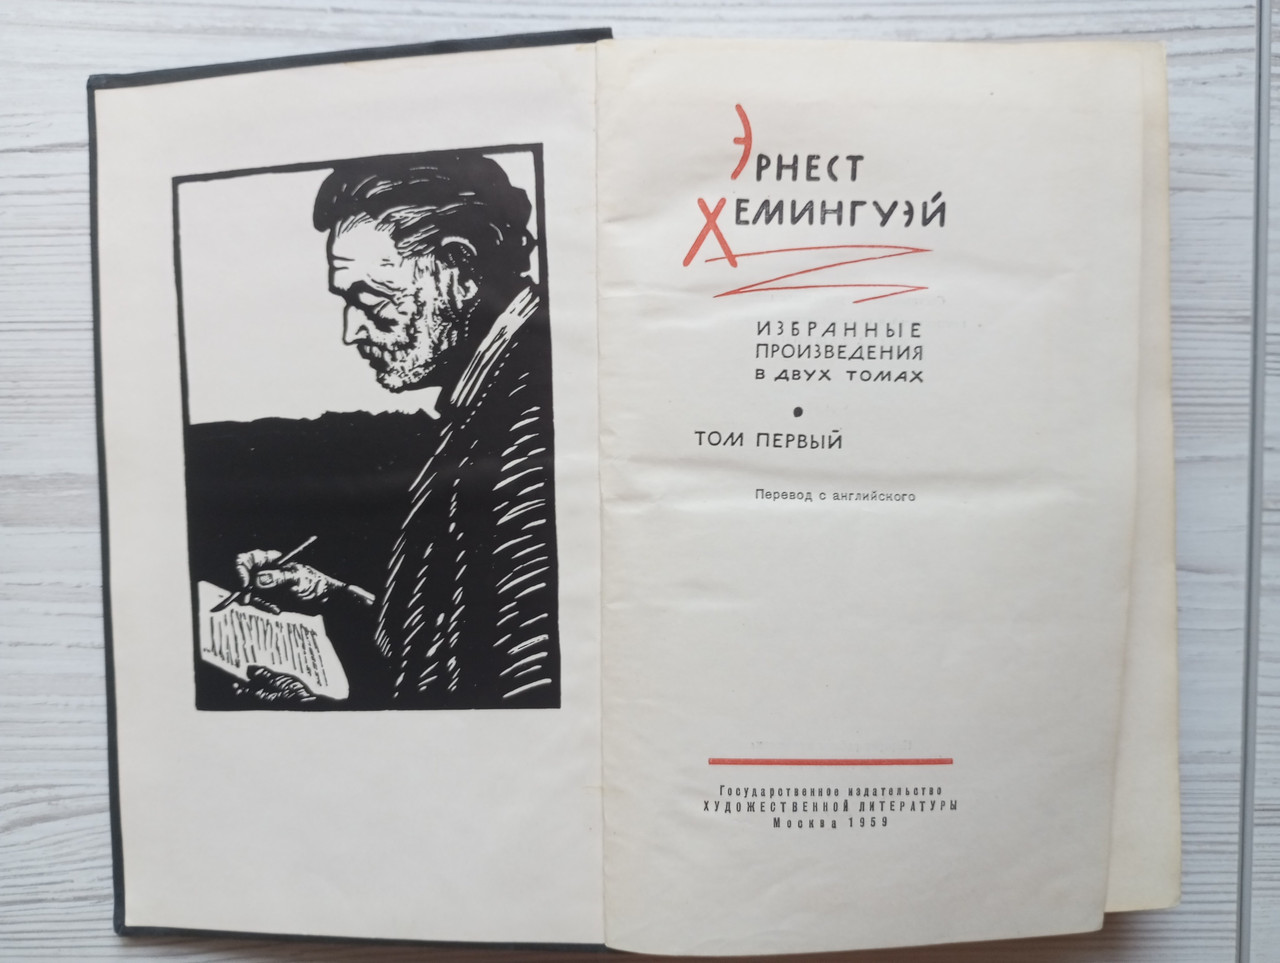 Эрнест
Хемингуэй
ИЗБРАННЫЕ
ПРОИЗВЕДЕНИЯ
В ДВУХ ТОМАХ
•
ТОМ ПЕРВЫЙ
Перевод с английского
Государственное издательство
ХУДОЖЕСТВЕННОЙ ЛИТЕРАТУРЫ
Москва 1959